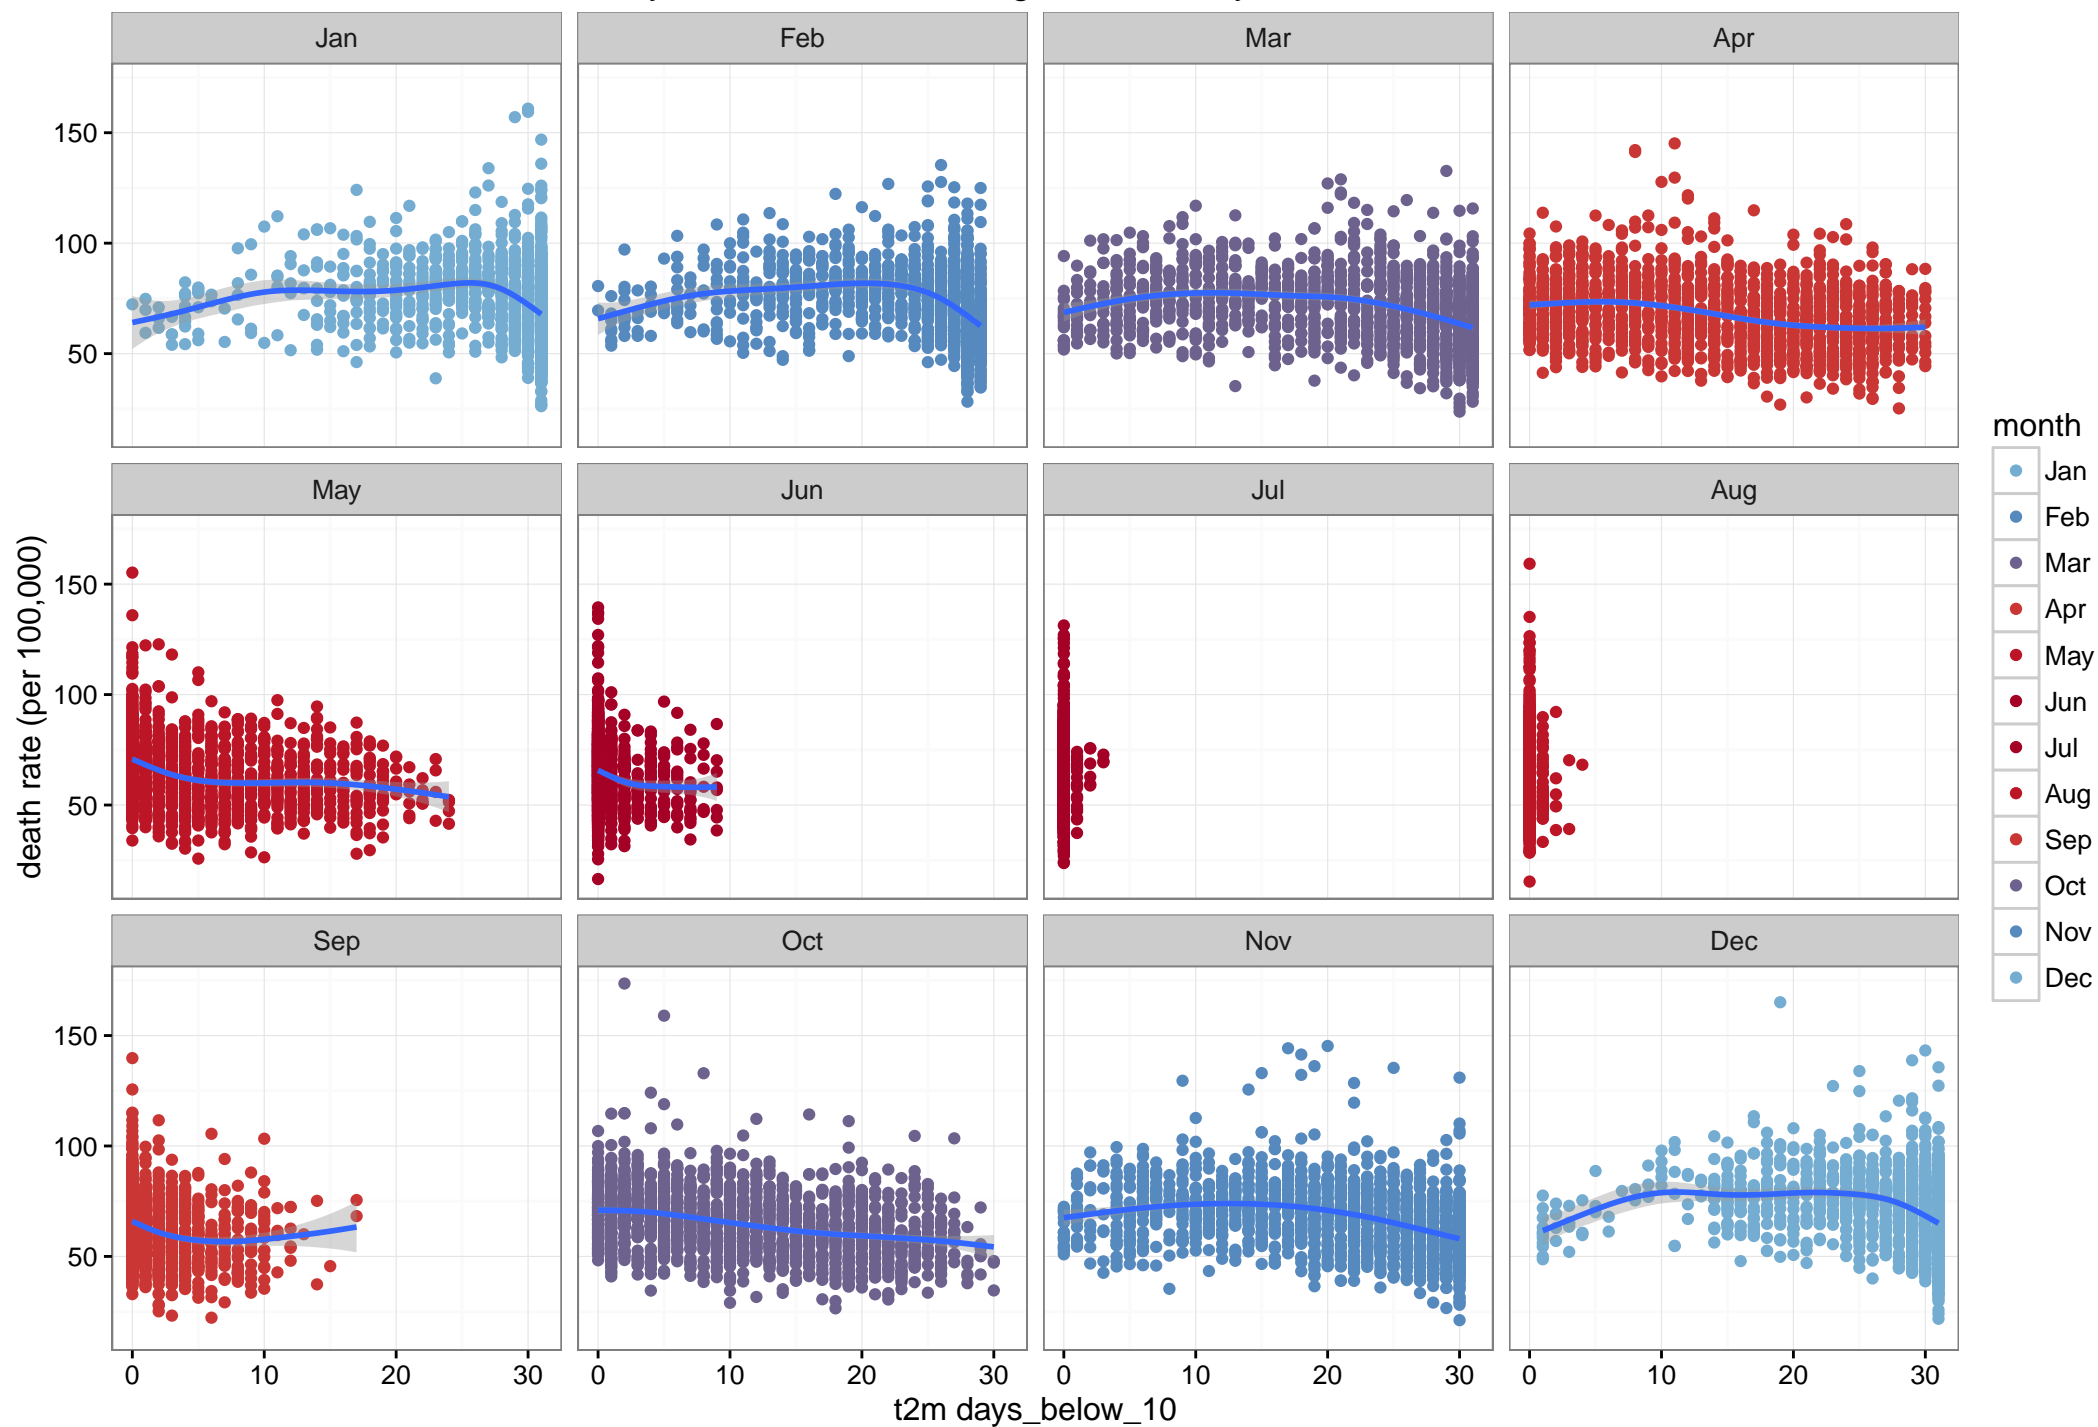 Jan Feb Mar Apr
150
100
50
May Jun Jul Aug
150
100
50
Sep Oct Nov Dec
150
100
50
0 10 20 30 0 10 20 30 0 10 20 30 0 10 20 30
t2m days_below_10
death rate (per 100,000)
month
Jan
Feb
Mar
Apr
May
Jun
Jul
Aug
Sep
Oct
Nov
Dec